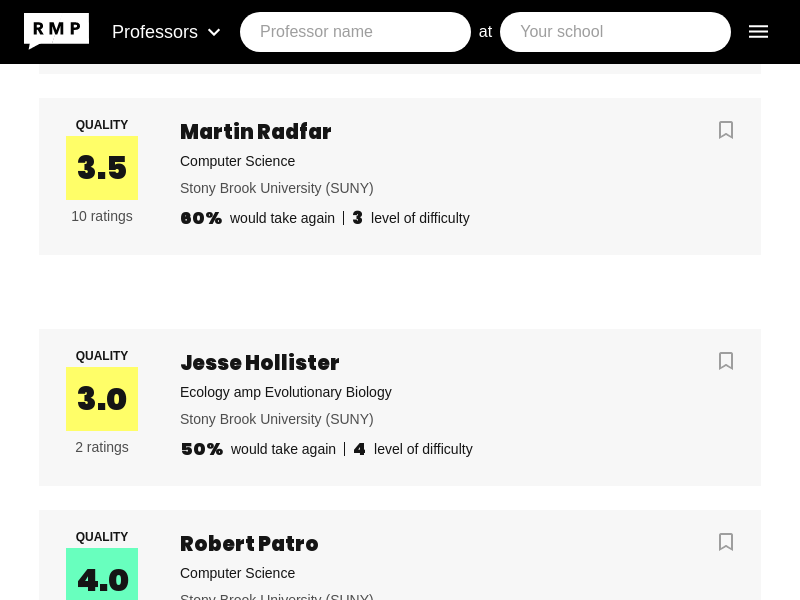 RMP
Professors
Professor name
at
Your school
QUALITY
3.5
10 ratings
Martin Radfar
Computer Science
Stony Brook University (SUNY)
60% would take again | 3 level of difficulty
QUALITY
3.0
2 ratings
Jesse Hollister
Ecology amp Evolutionary Biology
Stony Brook University (SUNY)
50% would take again | 4 level of difficulty
QUALITY
4.0
Robert Patro
Computer Science
Stony Brook University (SUNY)